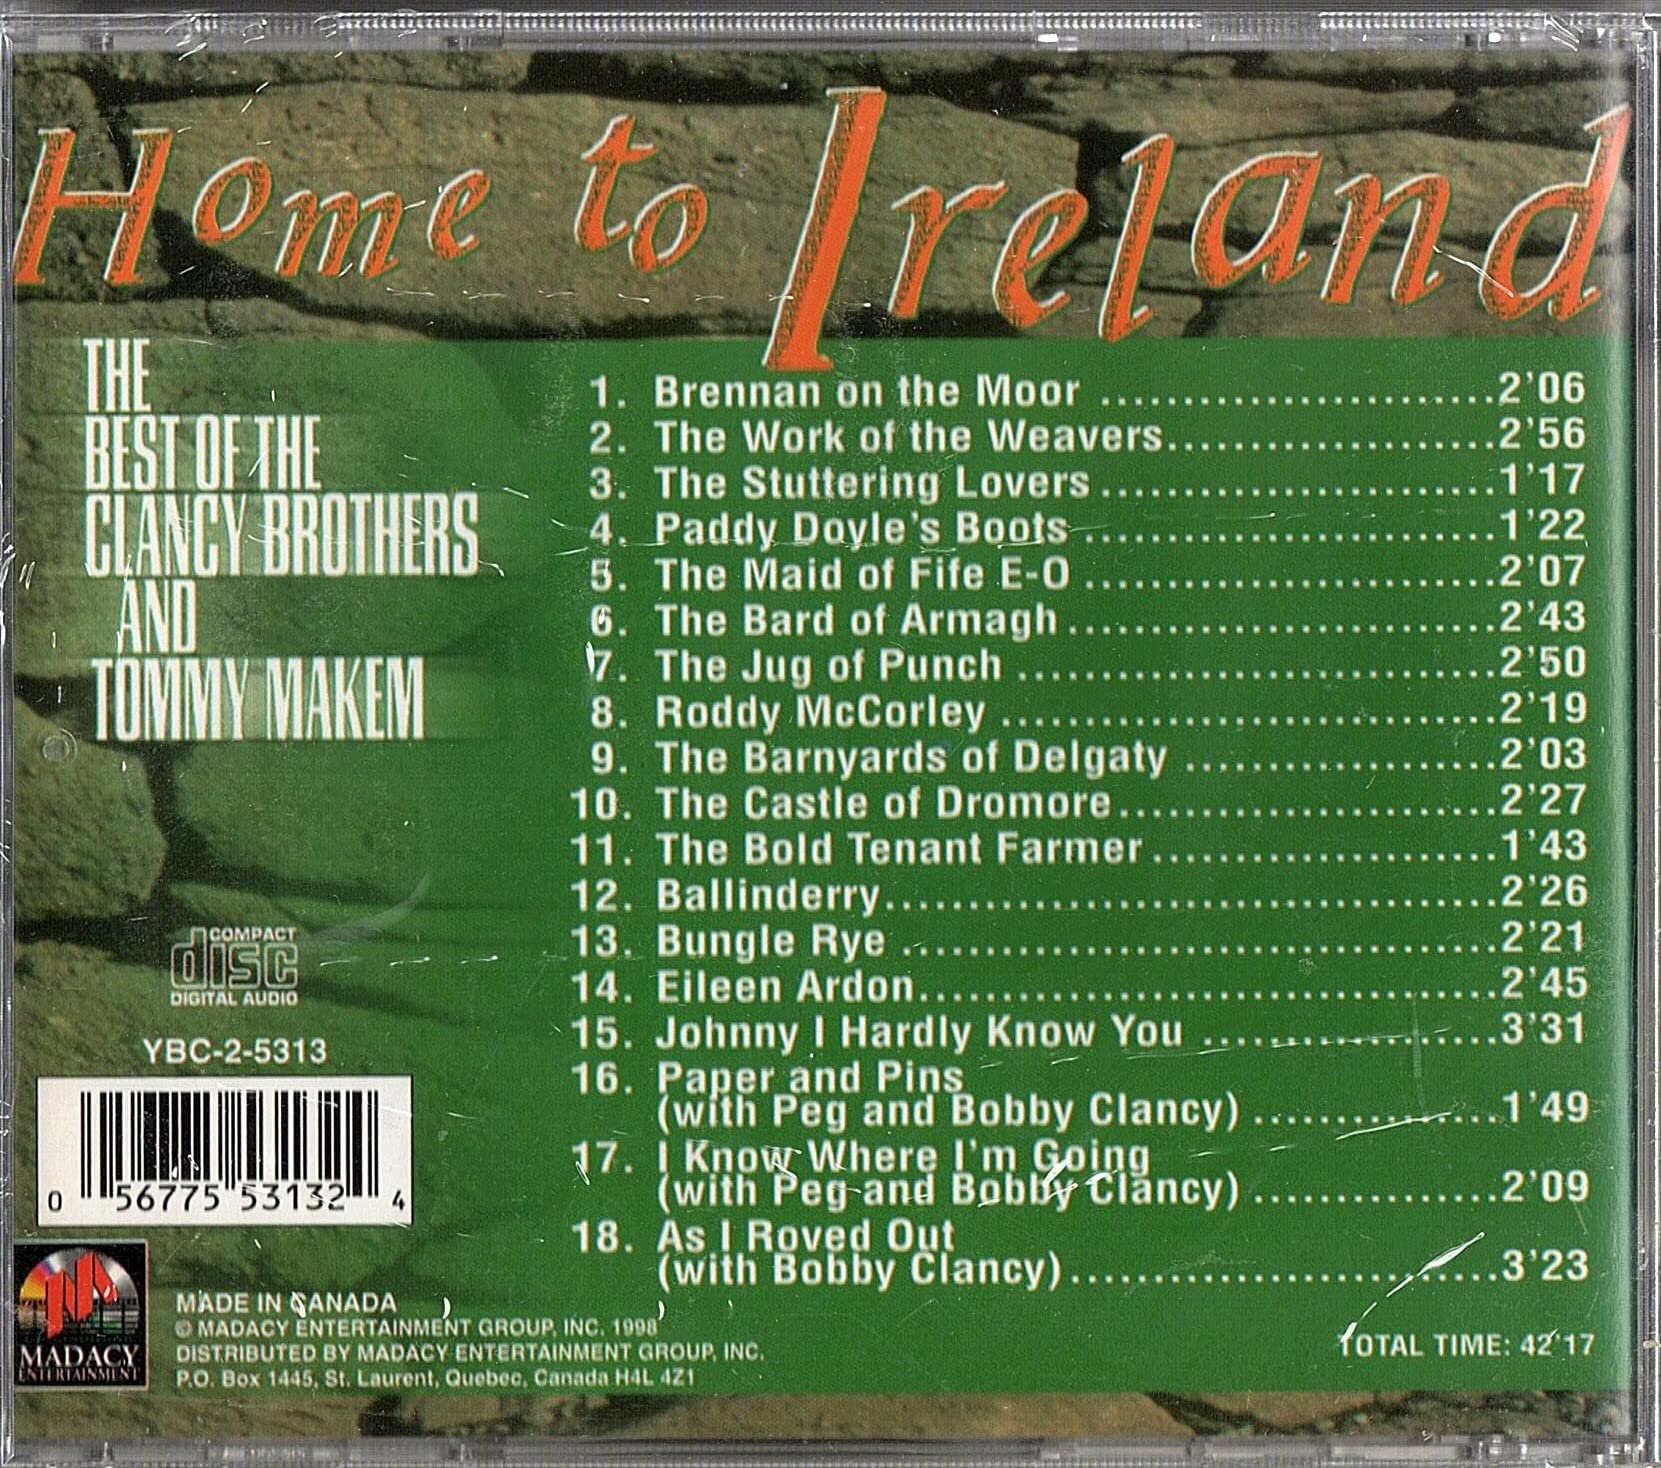 Home to Ireland
THE
BEST OF THE
CLANCY BROTHERS
AND
TOMMY MAKEM
1. Brennan on the Moor ........................2'06
2. The Work of the Weavers....................2'56
3. The Stuttering Lovers ........................1'17
4. Paddy Doyle's Boots .........................1'22
5. The Maid of Fife E-O .........................2'07
6. The Bard of Armagh ..........................2'43
7. The Jug of Punch .............................2'50
8. Roddy McCorley ..............................2'19
9. The Barnyards of Delgaty ...................2'03
10. The Castle of Dromore.......................2'27
11. The Bold Tenant Farmer.....................1'43
12. Ballinderry.....................................2'26
13. Bungle Rye ....................................2'21
14. Eileen Ardon...................................2'45
15. Johnny I Hardly Know You ..................3'31
16. Paper and Pins
(with Peg and Bobby Clancy) ...............1'49
17. I Know Where I'm Going
(with Peg and Bobby Clancy) ...............2'09
18. As I Roved Out
(with Bobby Clancy)..........................3'23
TOTAL TIME: 42'17
COMPACT
disc
DIGITAL AUDIO
YBC-2-5313
0 56775 53132 4
MADACY
ENTERTAINMENT
MADE IN CANADA
© MADACY ENTERTAINMENT GROUP, INC. 1998
DISTRIBUTED BY MADACY ENTERTAINMENT GROUP, INC.
P.O. Box 1445, St. Laurent, Quebec, Canada H4L 4Z1